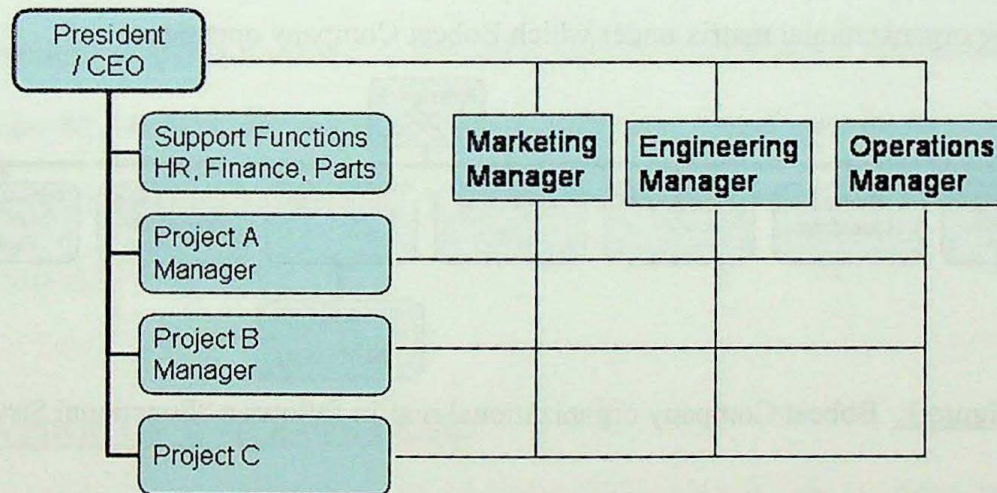 President
/ CEO
Support Functions
HR, Finance, Parts
Marketing
Manager
Engineering
Manager
Operations
Manager
Project A
Manager
Project B
Manager
Project C